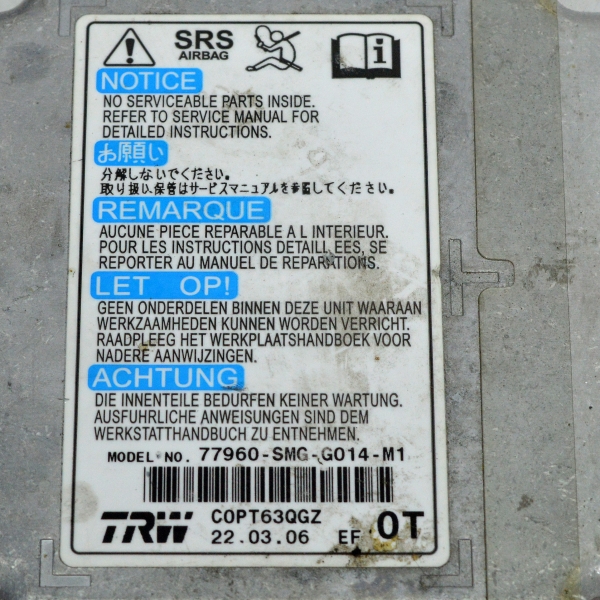 SRS
AIRBAG
NOTICE
NO SERVICEABLE PARTS INSIDE.
REFER TO SERVICE MANUAL FOR
DETAILED INSTRUCTIONS.
お願い
分解しないでください。
取り扱い、保管はサービスマニュアルを参照してください。
REMARQUE
AUCUNE PIECE REPARABLE A L INTERIEUR.
POUR LES INSTRUCTIONS DETAILL EES, SE
REPORTER AU MANUEL DE REPARATIONS.
LET OP!
GEEN ONDERDELEN BINNEN DEZE UNIT WAARAAN
WERKZAAMHEDEN KUNNEN WORDEN VERRICHT.
RAADPLEEG HET WERKPLAATSHANDBOEK VOOR
NADERE AANWIJZINGEN.
ACHTUNG
DIE INNENTEILE BEDURFEN KEINER WARTUNG.
AUSFUHRLICHE ANWEISUNGEN SIND DEM
WERKSTATTHANDBUCH ZU ENTNEHMEN.
MODEL NO. 77960-SMG-G014-M1
TRW C0PT63QGZ
22.03.06 EF 0T